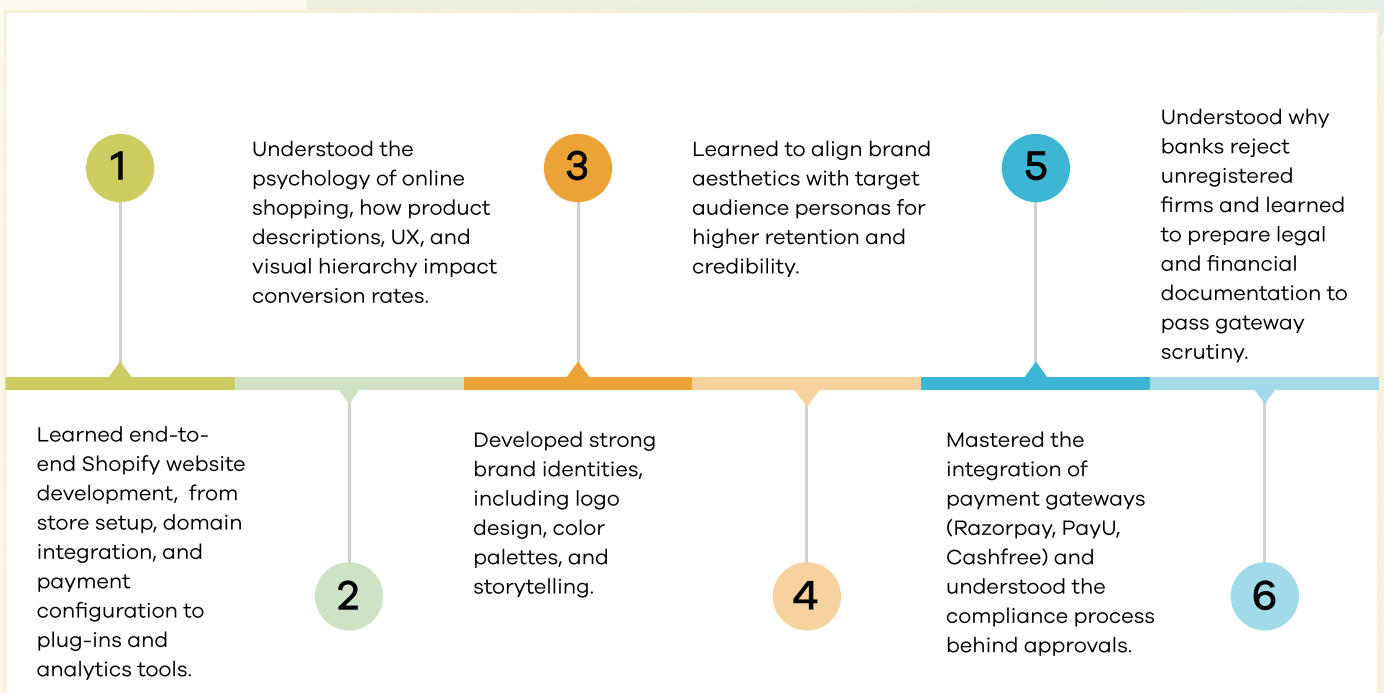 1
Learned end-to-
end Shopify website
development,  from
store setup, domain
integration, and
payment
configuration to
plug-ins and
analytics tools.
Understood the
psychology of online
shopping, how product
descriptions, UX, and
visual hierarchy impact
conversion rates.
2
3
Developed strong
brand identities,
including logo
design, color
palettes, and
storytelling.
Learned to align brand
aesthetics with target
audience personas for
higher retention and
credibility.
4
5
Mastered the
integration of
payment gateways
(Razorpay, PayU,
Cashfree) and
understood the
compliance process
behind approvals.
Understood why
banks reject
unregistered
firms and learned
to prepare legal
and financial
documentation to
pass gateway
scrutiny.
6